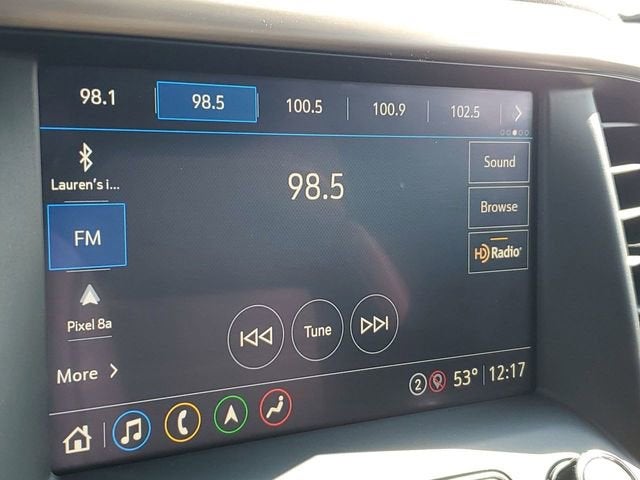 98.1 98.5 100.5 100.9 102.5
Lauren's i...
98.5
Sound
FM
Browse
HD Radio
Pixel 8a
Tune
More
2 53° 12:17